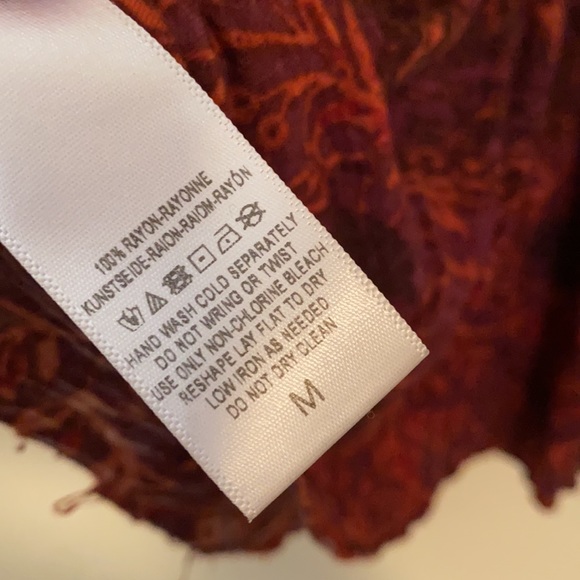 100% RAYON-RAYONNE
KUNSTSEIDE-RAION-RAIOM-RAYÓN
HAND WASH COLD SEPARATELY
DO NOT WRING OR TWIST
USE ONLY NON-CHLORINE BLEACH
RESHAPE LAY FLAT TO DRY
LOW IRON AS NEEDED
DO NOT DRY CLEAN
M